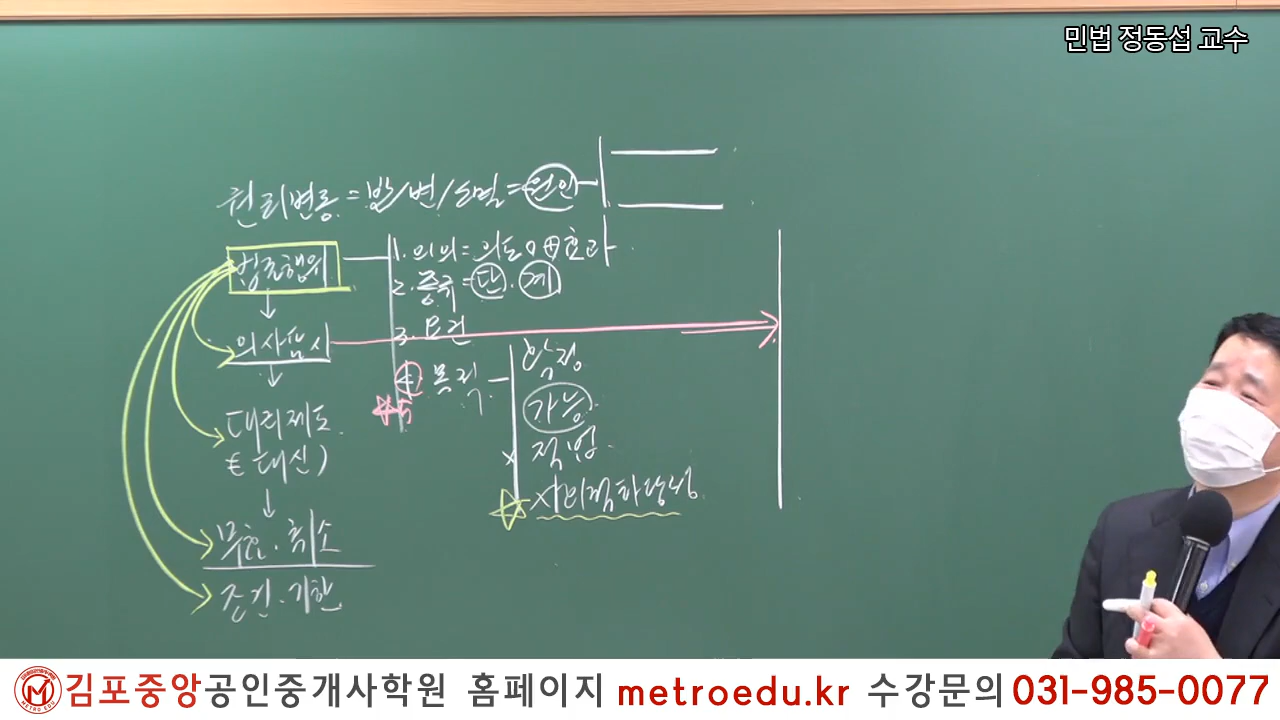 민법 정동섭 교수
권리변동 = 발/변/소멸 = 원인
법률행위
1. 의의 = 의도 ⊕ 효과
2. 종류 = 단. 계
3. 요건
의사표시
4 목적
확정
가능
적법
사회적타당성
5
대리제도
(대신)
무효. 취소
조건. 기한
METRO EDU
김포중앙공인중개사학원 홈페이지 metroedu.kr 수강문의 031-985-0077